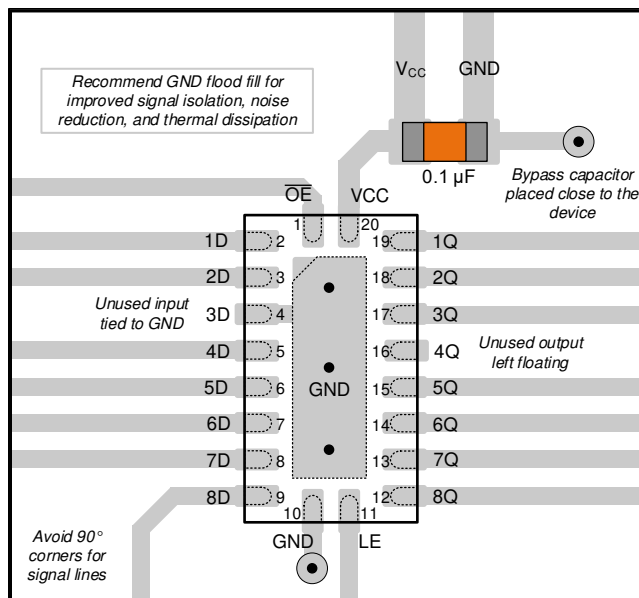 Recommend GND flood fill for
improved signal isolation, noise
reduction, and thermal dissipation
VCC GND
0.1 µF
Bypass capacitor
placed close to the
device
OE VCC
1 20
1D 2 19 1Q
2D 3 18 2Q
Unused input
tied to GND
3D 4 17 3Q
4D 5 16 4Q
Unused output
left floating
5D 6 GND 15 5Q
6D 7 14 6Q
7D 8 13 7Q
8D 9 12 8Q
10 11
GND LE
Avoid 90°
corners for
signal lines